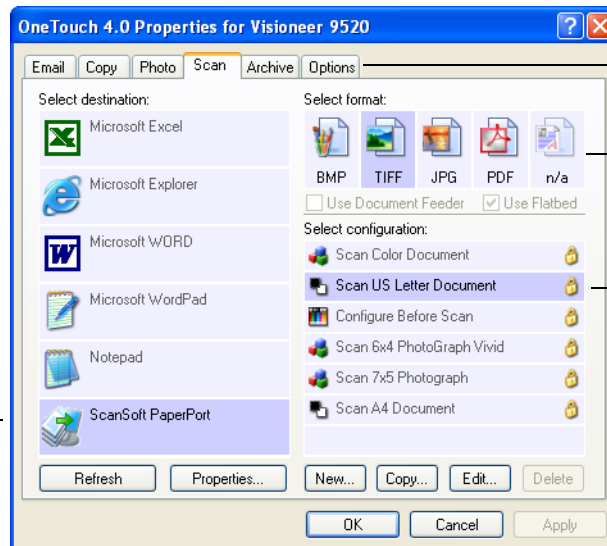 OneTouch 4.0 Properties for Visioneer 9520
Email Copy Photo Scan Archive Options
Select destination:
Microsoft Excel
Microsoft Explorer
Microsoft WORD
Microsoft WordPad
Notepad
ScanSoft PaperPort
Refresh Properties...
Select format:
BMP TIFF JPG PDF n/a
Use Document Feeder Use Flatbed
Select configuration:
Scan Color Document
Scan US Letter Document
Configure Before Scan
Scan 6x4 PhotoGraph Vivid
Scan 7x5 Photograph
Scan A4 Document
New... Copy... Edit... Delete
OK Cancel Apply